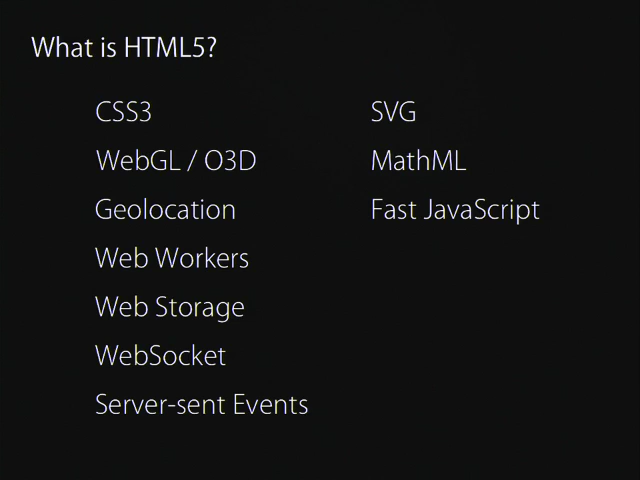 What is HTML5?
CSS3
WebGL / O3D
Geolocation
Web Workers
Web Storage
WebSocket
Server-sent Events
SVG
MathML
Fast JavaScript